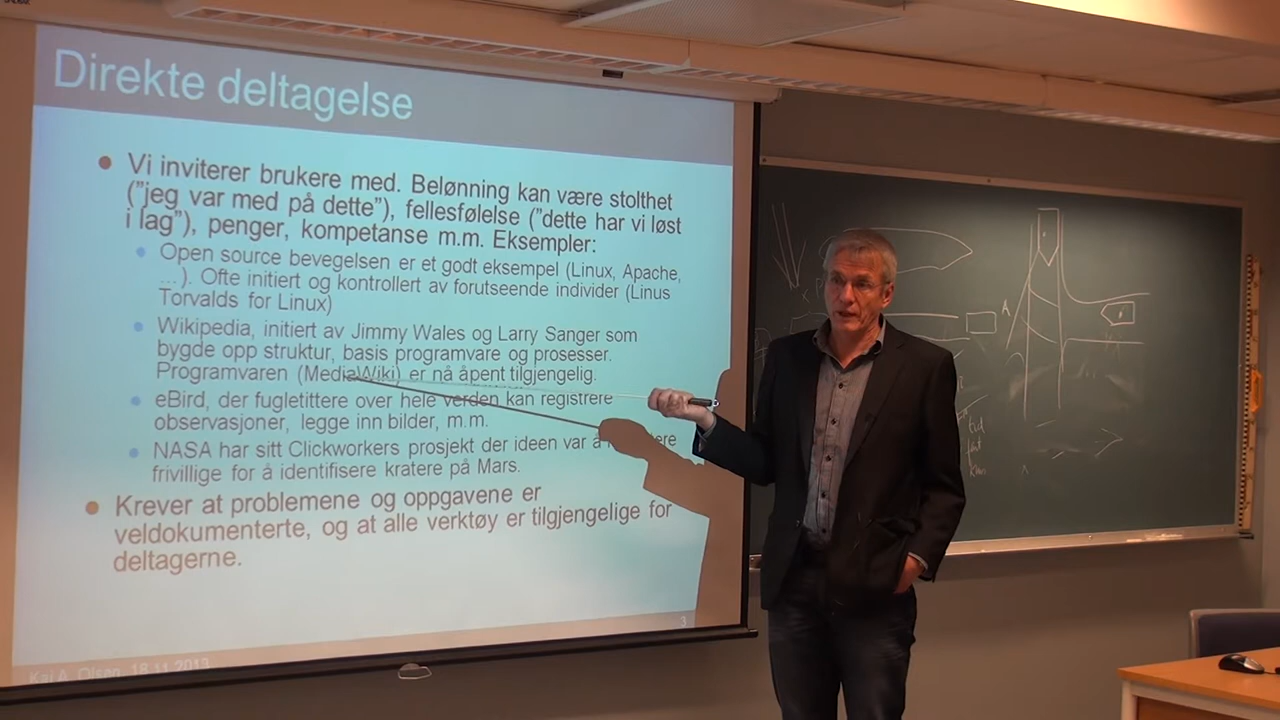 Direkte deltagelse
• Vi inviterer brukere med. Belønning kan være stolthet
("jeg var med på dette"), fellesfølelse ("dette har vi løst
i lag"), penger, kompetanse m.m. Eksempler:
• Open source bevegelsen er et godt eksempel (Linux, Apache,
…). Ofte initiert og kontrollert av forutseende individer (Linus
Torvalds for Linux)
• Wikipedia, initiert av Jimmy Wales og Larry Sanger som
bygde opp struktur, basis programvare og prosesser.
Programvaren (MediaWiki) er nå åpent tilgjengelig.
• eBird, der fugletittere over hele verden kan registrere
observasjoner, legge inn bilder, m.m.
• NASA har sitt Clickworkers prosjekt der ideen var å
frivillige for å identifisere kratere på Mars.
• Krever at problemene og oppgavene er
veldokumenterte, og at alle verktøy er tilgjengelige for
deltagerne.
Kai A. Olsen, 18.11.2013
3
A